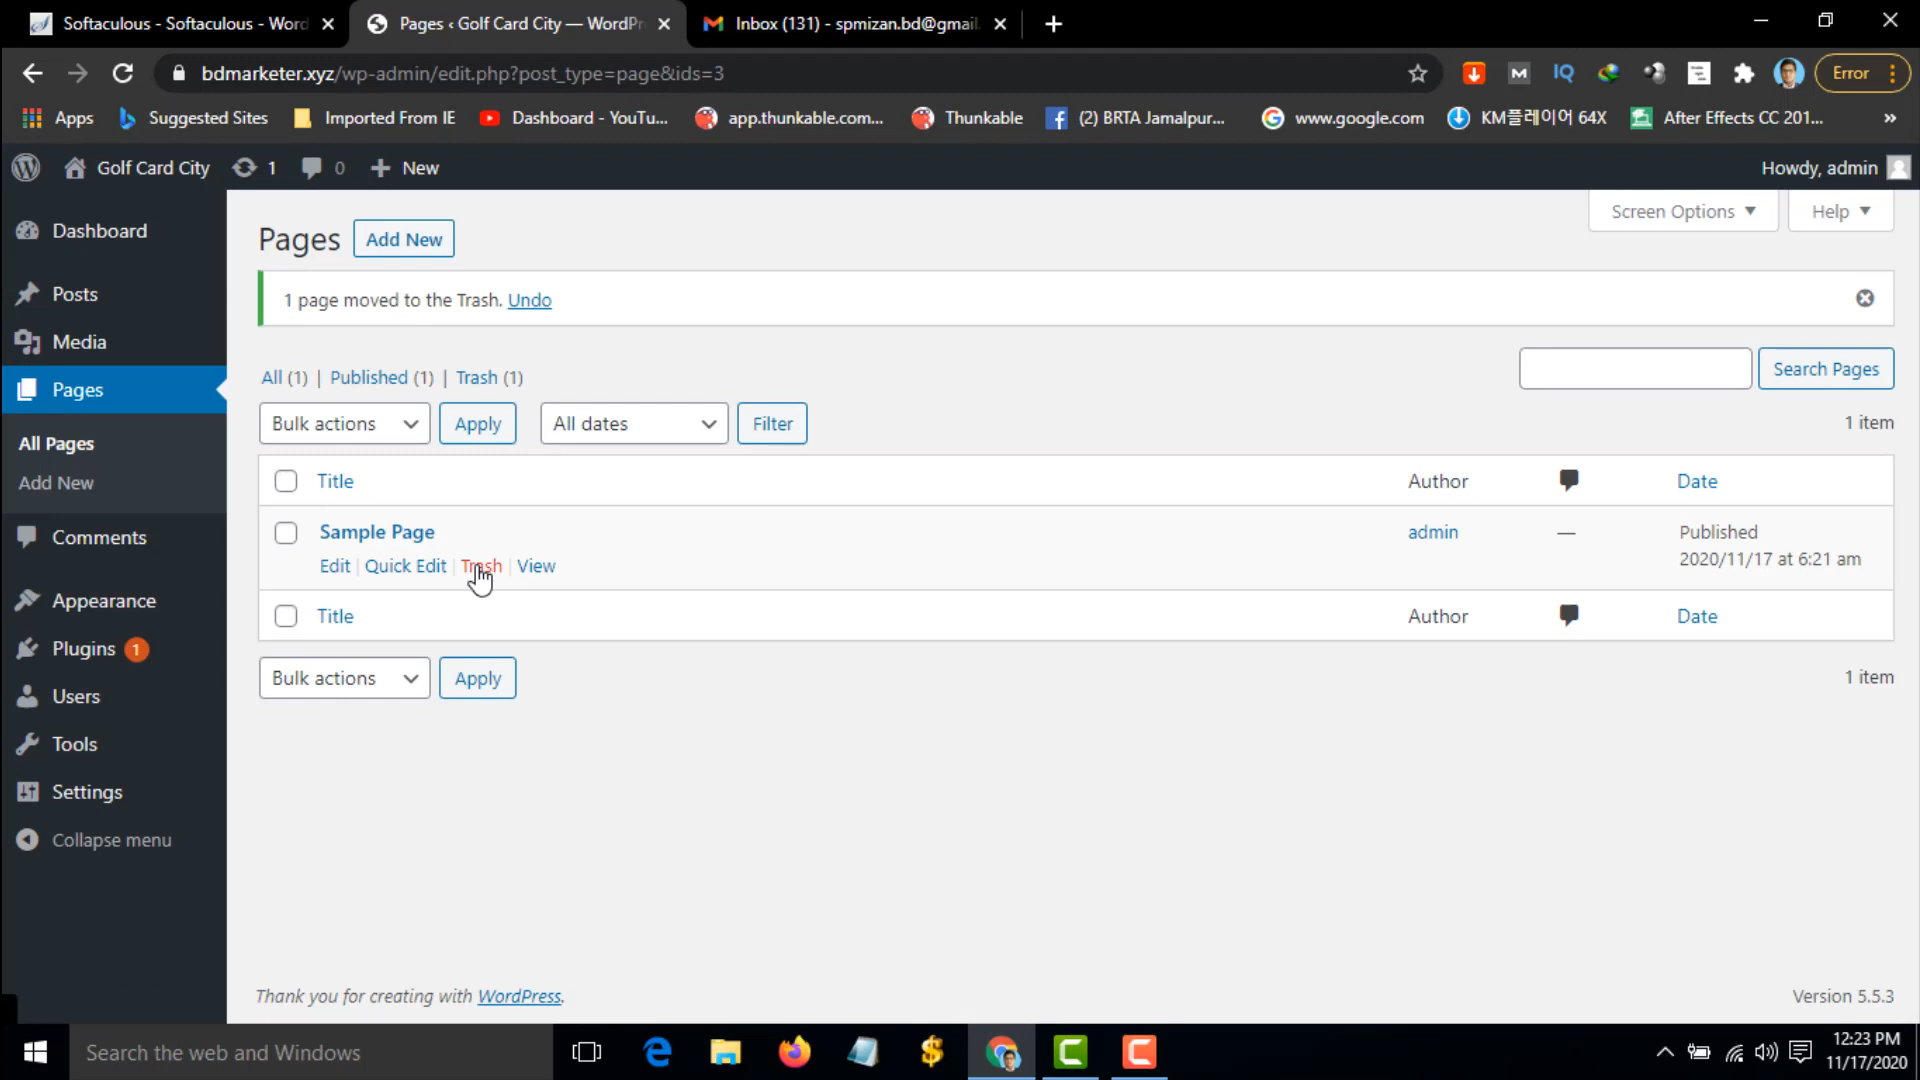 Softaculous - Softaculous - Word
Pages ‹ Golf Card City — WordPr
Inbox (131) - spmizan.bd@gmail.
bdmarketer.xyz/wp-admin/edit.php?post_type=page&ids=3
M
IQ
Error
Apps
Suggested Sites
Imported From IE
Dashboard - YouTu...
app.thunkable.com...
Thunkable
(2) BRTA Jamalpur...
www.google.com
KM플레이어 64X
After Effects CC 201...
»
Golf Card City
1
0
New
Howdy, admin
Screen Options
Help
Dashboard
Posts
Media
Pages
All Pages
Add New
Comments
Appearance
Plugins 1
Users
Tools
Settings
Collapse menu
Pages
Add New
1 page moved to the Trash. Undo
All (1) | Published (1) | Trash (1)
Search Pages
Bulk actions
Apply
All dates
Filter
1 item
Title
Author
Date
Sample Page
admin
—
Published
2020/11/17 at 6:21 am
Edit | Quick Edit | Trash | View
Title
Author
Date
Bulk actions
Apply
1 item
Thank you for creating with WordPress.
Version 5.5.3
Search the web and Windows
12:23 PM
11/17/2020